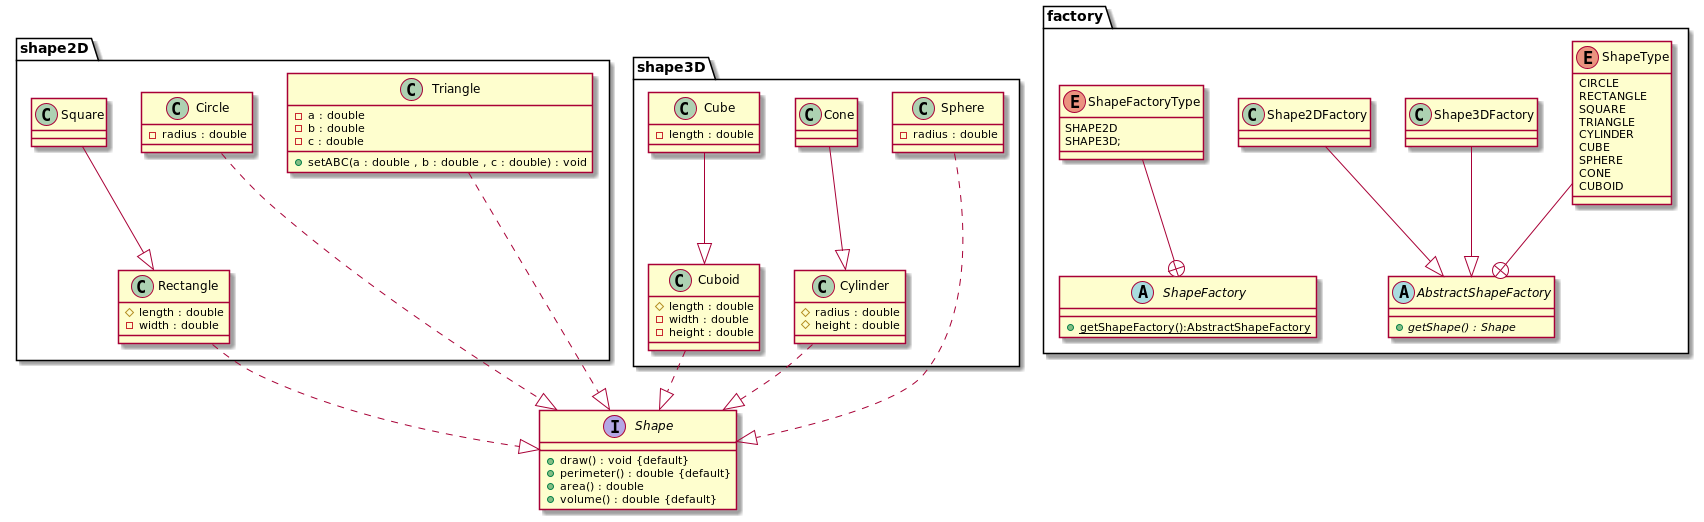 shape2D
C Square
C Circle
radius : double
C Triangle
a : double
b : double
c : double
setABC(a : double , b : double , c : double) : void
C Rectangle
length : double
width : double
shape3D
C Cube
length : double
C Cone
C Sphere
radius : double
C Cuboid
length : double
width : double
height : double
C Cylinder
radius : double
height : double
factory
E ShapeFactoryType
SHAPE2D
SHAPE3D;
C Shape2DFactory
C Shape3DFactory
E ShapeType
CIRCLE
RECTANGLE
SQUARE
TRIANGLE
CYLINDER
CUBE
SPHERE
CONE
CUBOID
A ShapeFactory
getShapeFactory():AbstractShapeFactory
A AbstractShapeFactory
getShape() : Shape
I Shape
draw() : void {default}
perimeter() : double {default}
area() : double
volume() : double {default}